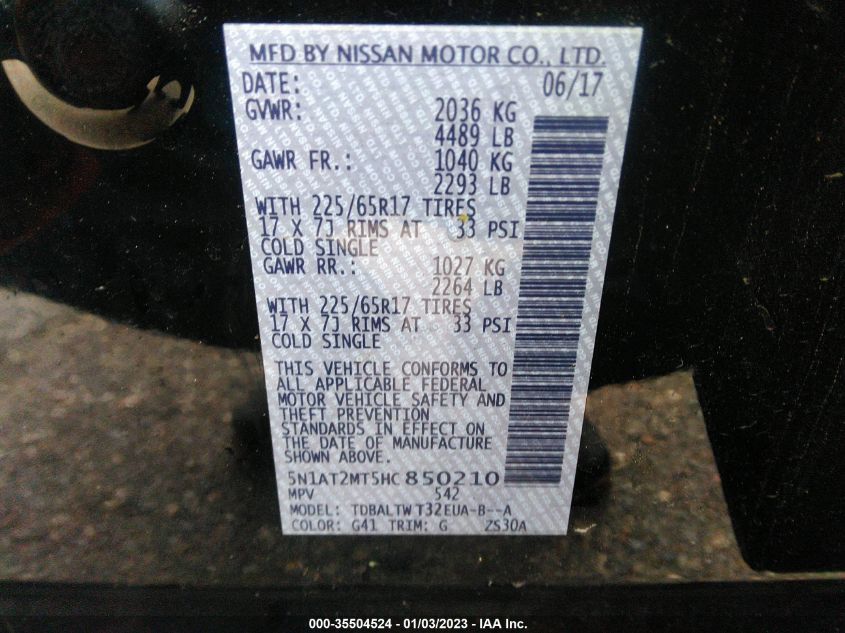 MFD BY NISSAN MOTOR CO., LTD.
DATE: 06/17
GVWR: 2036 KG
4489 LB
GAWR FR.: 1040 KG
2293 LB
WITH 225/65R17 TIRES
17 X 7J RIMS AT 33 PSI
COLD SINGLE
GAWR RR.: 1027 KG
2264 LB
WITH 225/65R17 TIRES
17 X 7J RIMS AT 33 PSI
COLD SINGLE
THIS VEHICLE CONFORMS TO
ALL APPLICABLE FEDERAL
MOTOR VEHICLE SAFETY AND
THEFT PREVENTION
STANDARDS IN EFFECT ON
THE DATE OF MANUFACTURE
SHOWN ABOVE.
5N1AT2MT5HC850210
MPV 542
MODEL: TDBALTWT32EUA-B--A
COLOR: G41 TRIM: G ZS30A
000-35504524 - 01/03/2023 - © IAA Inc.